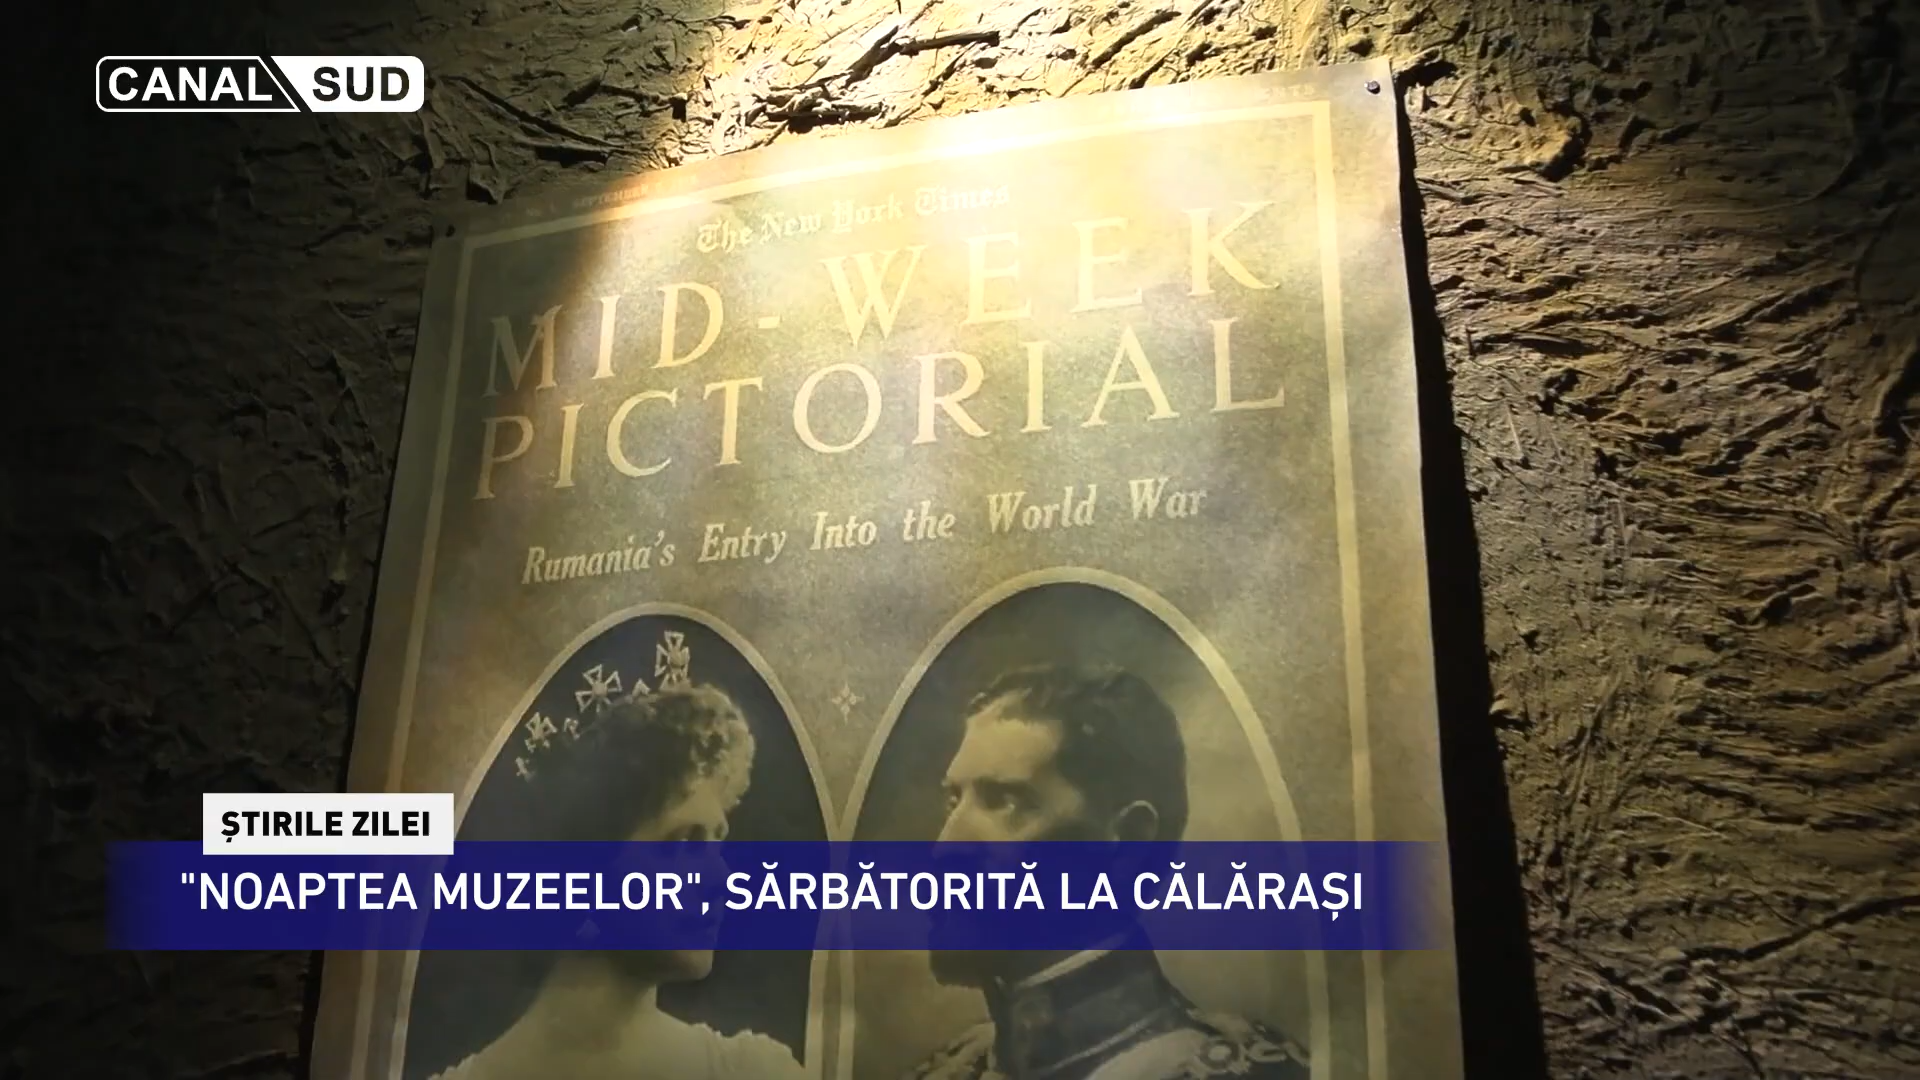 CANAL SUD
SEPTEMBER
The New York Times
MID-WEEK
PICTORIAL
Rumania's Entry Into the World War
ȘTIRILE ZILEI
"NOAPTEA MUZEELOR", SĂRBĂTORITĂ LA CĂLĂRAȘI